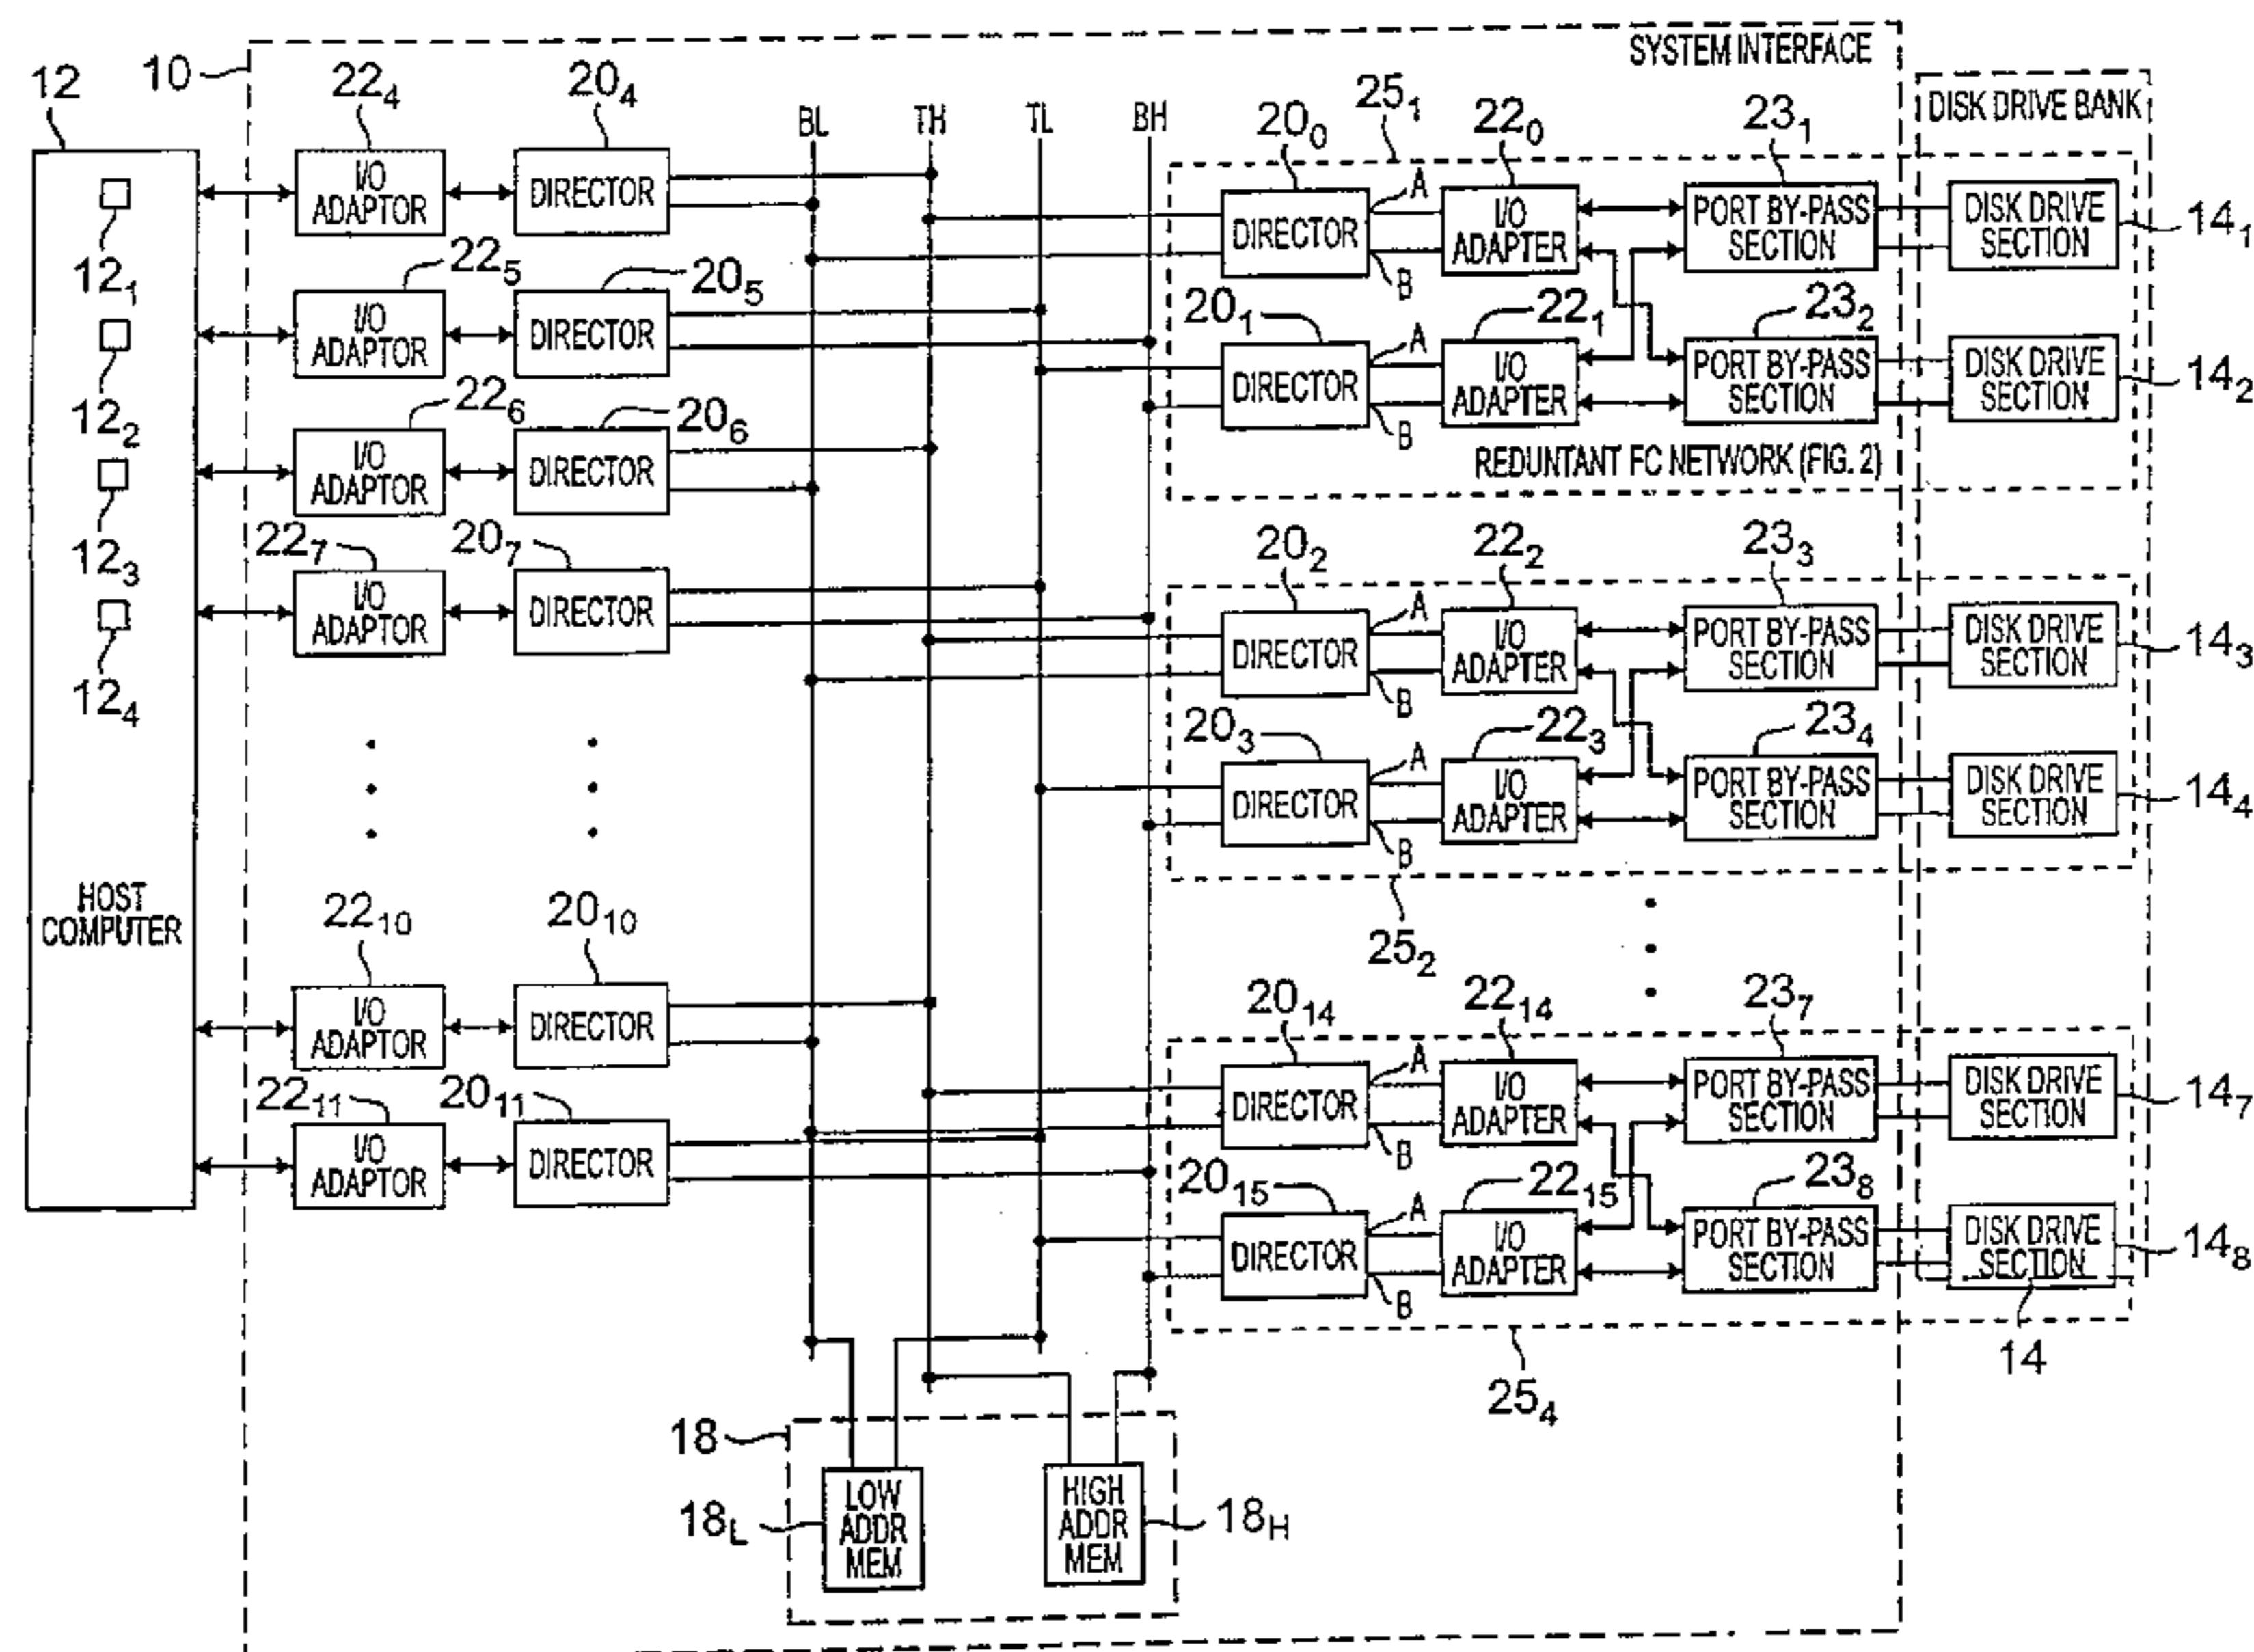 SYSTEM INTERFACE
10
12
22₄
20₄
BL
TH
TL
BH
25₁
20₀
22₀
23₁
DISK DRIVE BANK
I/O
ADAPTOR
DIRECTOR
A
DIRECTOR
B
I/O
ADAPTER
PORT BY-PASS
SECTION
DISK DRIVE
SECTION
14₁
12₁
22₅
20₅
I/O
ADAPTOR
DIRECTOR
20₁
22₁
23₂
A
DIRECTOR
B
I/O
ADAPTER
PORT BY-PASS
SECTION
DISK DRIVE
SECTION
14₂
12₂
22₆
20₆
I/O
ADAPTOR
DIRECTOR
REDUNTANT FC NETWORK (FIG. 2)
12₃
22₇
20₇
I/O
ADAPTOR
DIRECTOR
20₂
22₂
23₃
A
DIRECTOR
B
I/O
ADAPTER
PORT BY-PASS
SECTION
DISK DRIVE
SECTION
14₃
12₄
20₃
22₃
23₄
A
DIRECTOR
B
I/O
ADAPTER
PORT BY-PASS
SECTION
DISK DRIVE
SECTION
14₄
25₂
HOST
COMPUTER
22₁₀
20₁₀
I/O
ADAPTOR
DIRECTOR
20₁₄
22₁₄
23₇
A
DIRECTOR
B
I/O
ADAPTER
PORT BY-PASS
SECTION
DISK DRIVE
SECTION
14₇
22₁₁
20₁₁
I/O
ADAPTOR
DIRECTOR
20₁₅
22₁₅
23₈
A
DIRECTOR
B
I/O
ADAPTER
PORT BY-PASS
SECTION
DISK DRIVE
SECTION
14₈
14
25₄
18
18L
LOW
ADDR
MEM
HIGH
ADDR
MEM
18H